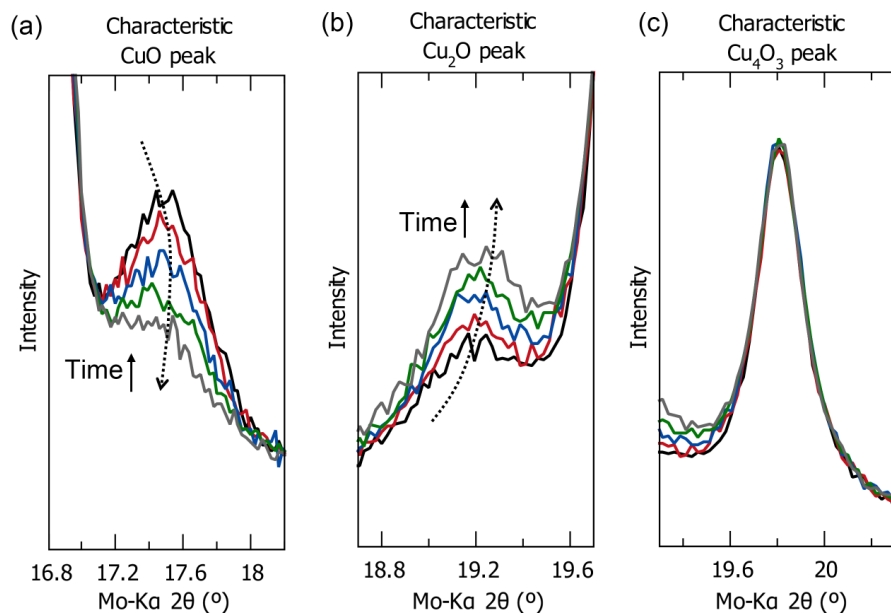 (a) Characteristic
CuO peak
Intensity
Time
16.8 17.2 17.6 18
Mo-Kα 2θ (°)
(b) Characteristic
Cu₂O peak
Intensity
Time
18.8 19.2 19.6
Mo-Kα 2θ (°)
(c) Characteristic
Cu₄O₃ peak
Intensity
19.6 20
Mo-Kα 2θ (°)